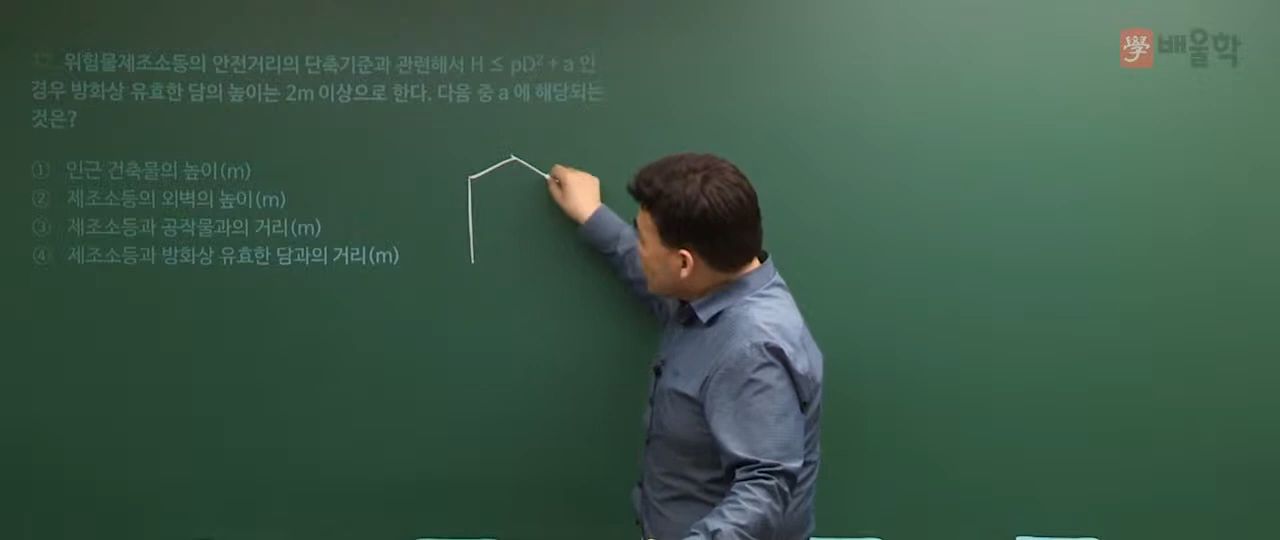 學 배울학
위험물제조소등의 안전거리의 단축기준과 관련해서 H ≤ pD² + a 인
경우 방화상 유효한 담의 높이는 2m 이상으로 한다. 다음 중 a 에 해당되는
것은?
① 인근 건축물의 높이(m)
② 제조소등의 외벽의 높이(m)
③ 제조소등과 공작물과의 거리(m)
④ 제조소등과 방화상 유효한 담과의 거리(m)